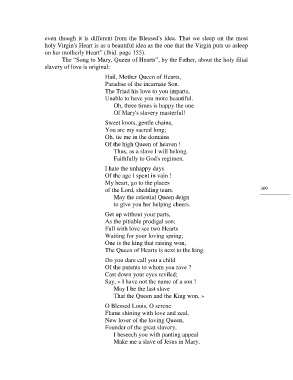 even though it is different from the Blessed's idea. That we sleep on the most
holy Virgin's Heart is as a beautiful idea as the one that the Virgin puts us asleep
on her motherly Heart" (Ibid. page 155).
The "Song to Mary, Queen of Hearts", by the Father, about the holy filial
slavery of love is original:
Hail, Mother Queen of Hearts,
Paradise of the incarnate Son.
The Triad his love to you imparts,
Unable to have you more beautiful.
Oh, three times is happy the one
Of Mary's slavery masterful!
Sweet knots, gentle chains,
You are my sacred long;
Oh, tie me in the domains
Of the high Queen of heaven !
Thus, as a slave I will belong,
Faithfully to God's regimen.
I hate the unhappy days
Of the age I spent in vain !
My heart, go to the places
of the Lord, shedding tears.
May the celestial Queen deign
to give you her helping cheers.
Get up without your parts,
As the pitiable prodigal son;
Full with love see two Hearts
Waiting for your loving spring;
One is the king that raising won,
The Queen of Hearts is next to the king.
Do you dare call you a child
Of the parents to whom you rave ?
Cast down your eyes reviled;
Say, « I have not the name of a son !
May I be the last slave
That the Queen and the King won. »
O Blessed Louis, O serene
Flame shining with love and zeal,
New lover of the loving Queen,
Founder of the great slavery,
I beseech you with panting appeal
Make me a slave of Jesus in Mary.